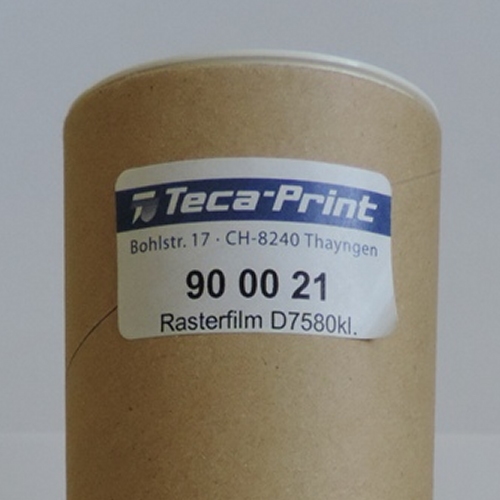 Teca-Print
Bohlstr. 17 · CH-8240 Thayngen
90 00 21
Rasterfilm D7580kl.